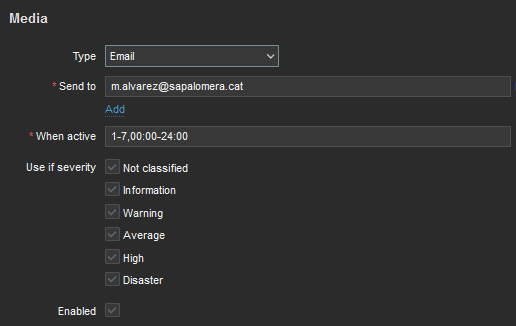 Media
Type Email
* Send to m.alvarez@sapalomera.cat
Add
* When active 1-7,00:00-24:00
Use if severity Not classified
Information
Warning
Average
High
Disaster
Enabled